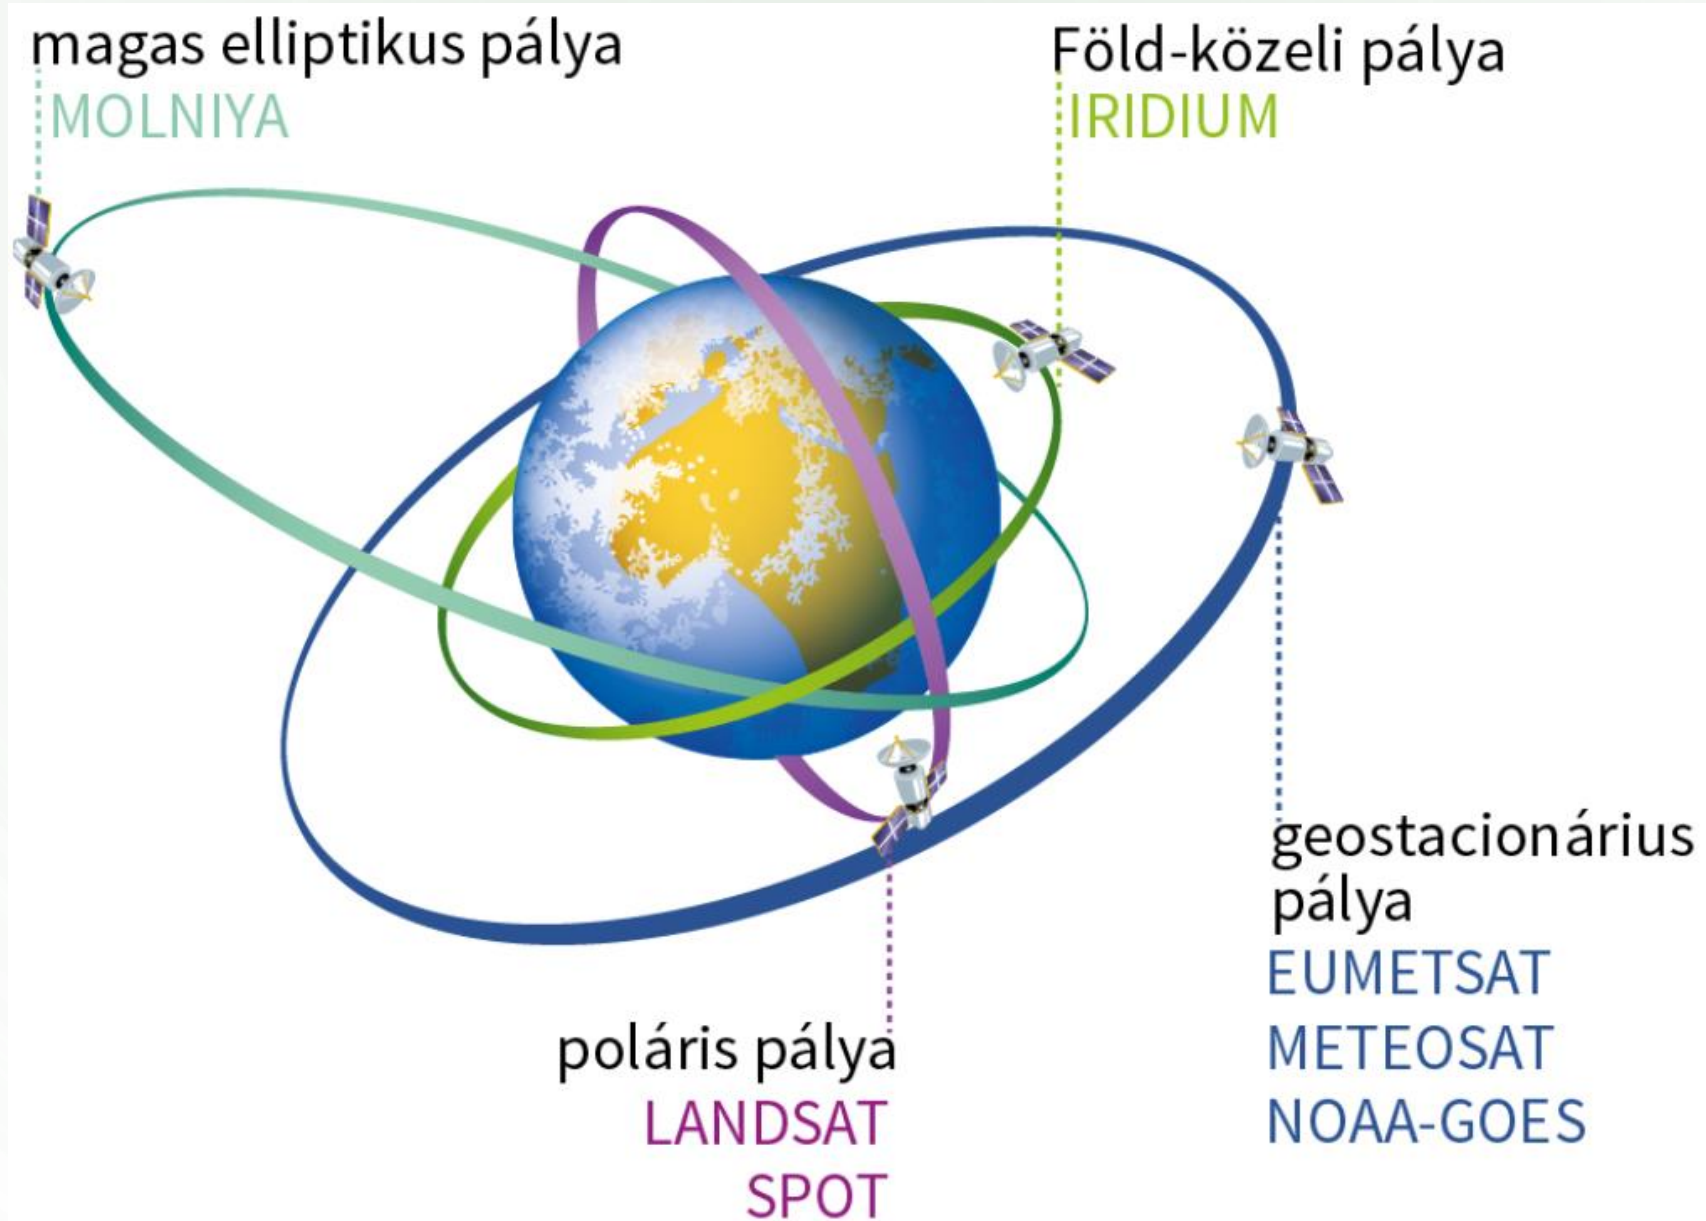 magas elliptikus pálya
MOLNIYA
Föld-közeli pálya
IRIDIUM
geostacionárius
pálya
EUMETSAT
METEOSAT
NOAA-GOES
poláris pálya
LANDSAT
SPOT